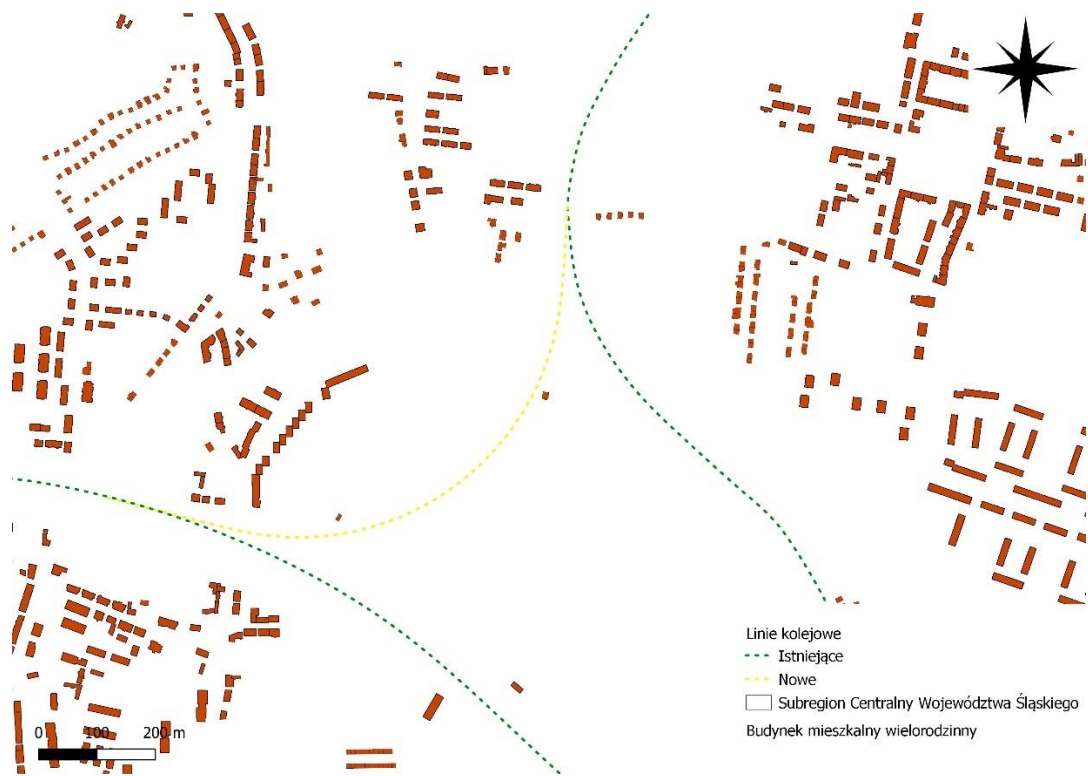 Linie kolejowe
Istniejące
Nowe
Subregion Centralny Województwa Śląskiego
Budynek mieszkalny wielorodzinny
0 100 200 m